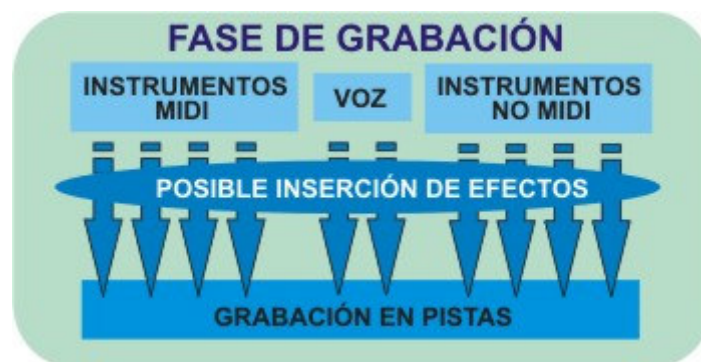 FASE DE GRABACIÓN
INSTRUMENTOS
MIDI
VOZ
INSTRUMENTOS
NO MIDI
POSIBLE INSERCIÓN DE EFECTOS
GRABACIÓN EN PISTAS